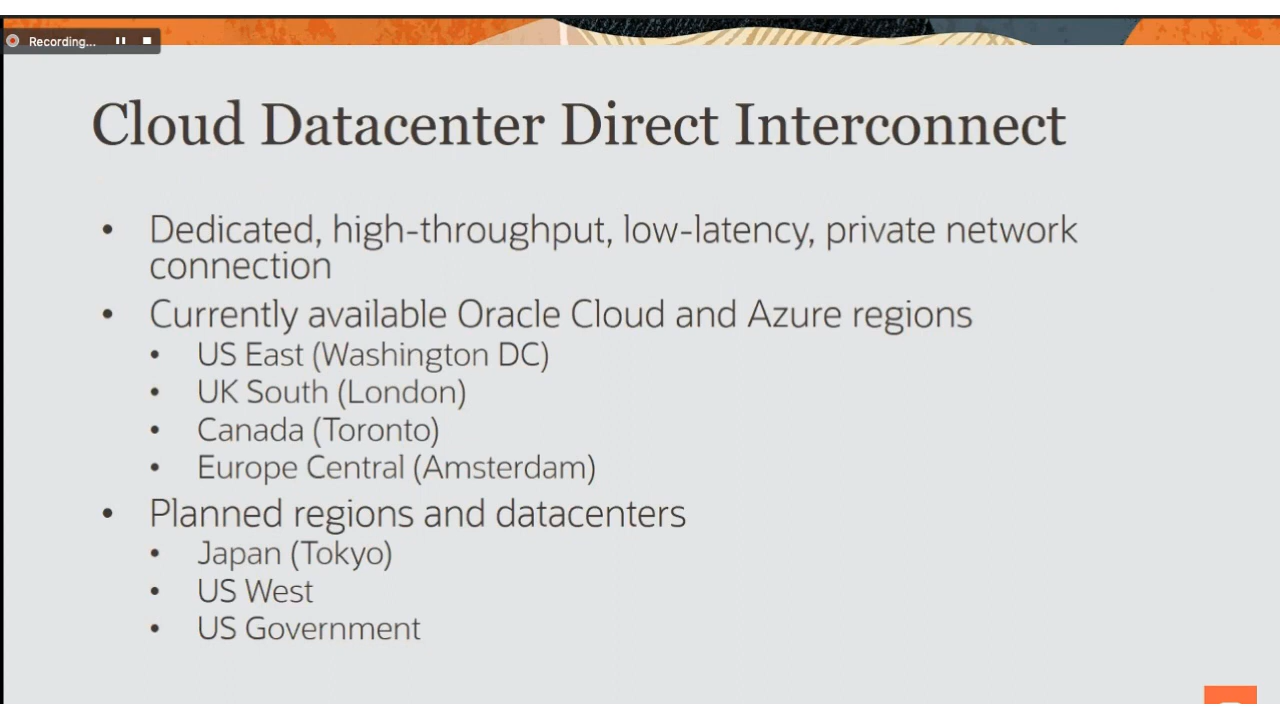 Recording...
Cloud Datacenter Direct Interconnect
• Dedicated, high-throughput, low-latency, private network
connection
• Currently available Oracle Cloud and Azure regions
• US East (Washington DC)
• UK South (London)
• Canada (Toronto)
• Europe Central (Amsterdam)
• Planned regions and datacenters
• Japan (Tokyo)
• US West
• US Government